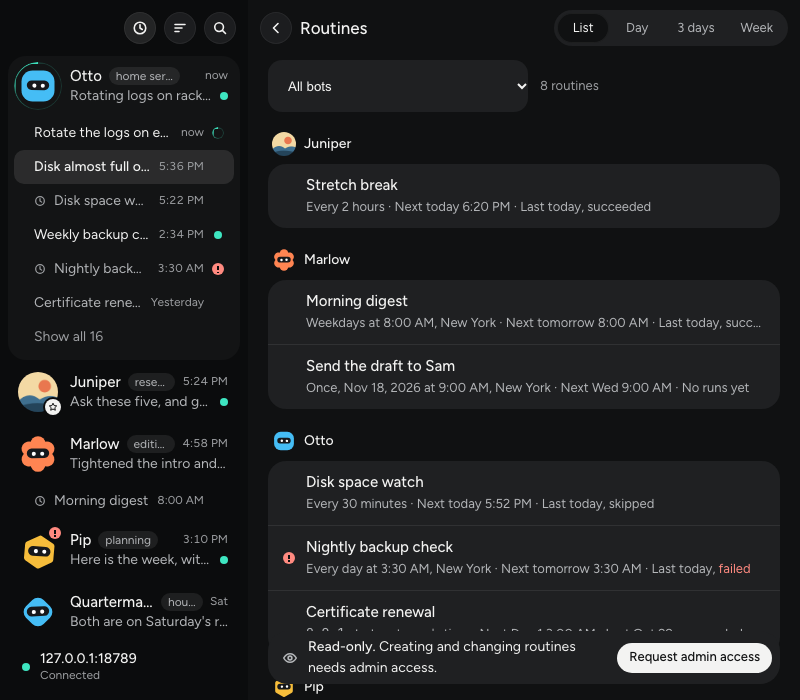 Otto
home ser...
now
Rotating logs on rack...
Rotate the logs on e...
now
Disk almost full o...
5:36 PM
Disk space w...
5:22 PM
Weekly backup c...
2:34 PM
Nightly back...
3:30 AM
Certificate rene...
Yesterday
Show all 16
Juniper
rese...
5:24 PM
Ask these five, and g...
Marlow
editi...
4:58 PM
Tightened the intro and...
Morning digest
8:00 AM
Pip
planning
3:10 PM
Here is the week, wit...
Quarterma...
hou...
Sat
Both are on Saturday's r...
127.0.0.1:18789
Connected
Routines
List
Day
3 days
Week
All bots
8 routines
Juniper
Stretch break
Every 2 hours · Next today 6:20 PM · Last today, succeeded
Marlow
Morning digest
Weekdays at 8:00 AM, New York · Next tomorrow 8:00 AM · Last today, succ...
Send the draft to Sam
Once, Nov 18, 2026 at 9:00 AM, New York · Next Wed 9:00 AM · No runs yet
Otto
Disk space watch
Every 30 minutes · Next today 5:52 PM · Last today, skipped
Nightly backup check
Every day at 3:30 AM, New York · Next tomorrow 3:30 AM · Last today, failed
Certificate renewal
Read-only. Creating and changing routines
needs admin access.
Request admin access
Pip